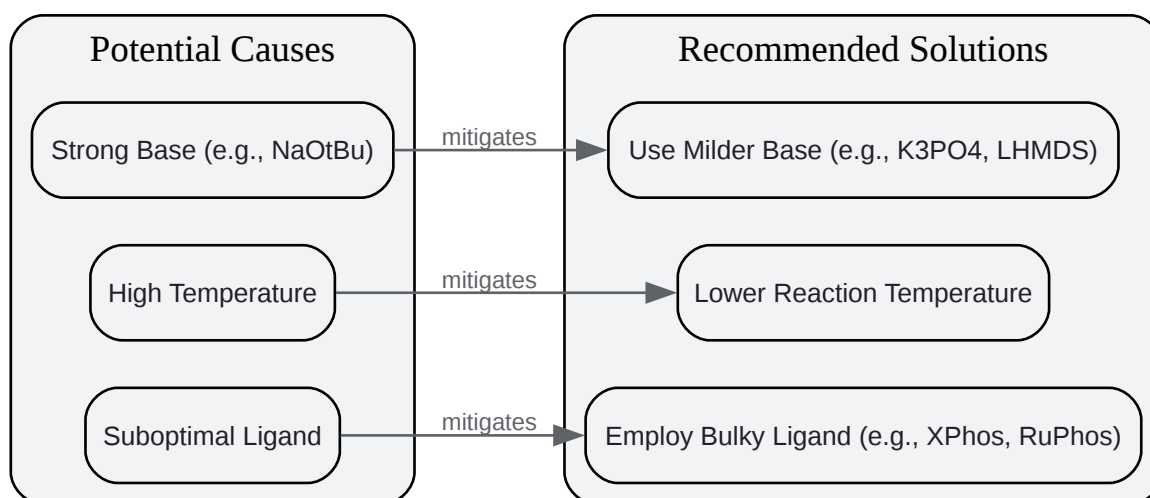 Potential Causes
Recommended Solutions
Strong Base (e.g., NaOtBu)
mitigates
Use Milder Base (e.g., K3PO4, LHMDS)
High Temperature
mitigates
Lower Reaction Temperature
Suboptimal Ligand
mitigates
Employ Bulky Ligand (e.g., XPhos, RuPhos)